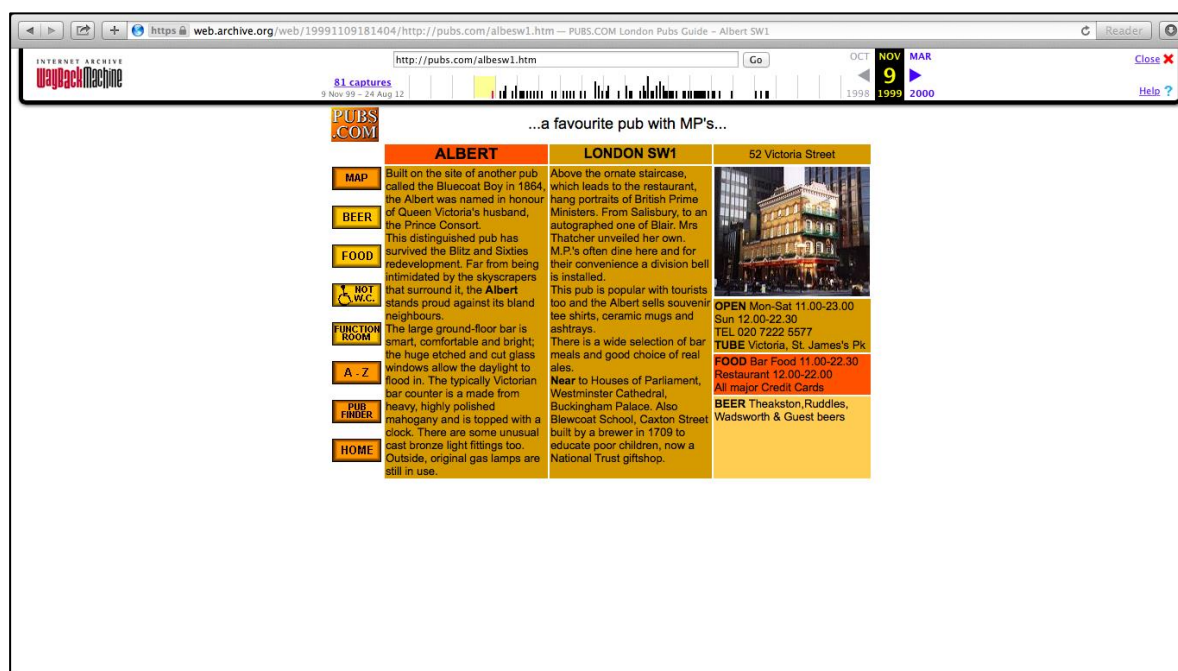 https web.archive.org/web/19991109181404/http://pubs.com/albesw1.htm — PUBS.COM London Pubs Guide – Albert SW1
Reader
INTERNET ARCHIVE
WayBackMachine
http://pubs.com/albesw1.htm
Go
81 captures
9 Nov 99 – 24 Aug 12
OCT NOV MAR
9
1998 1999 2000
Close
Help ?
PUBS
.COM
...a favourite pub with MP's...
MAP
BEER
FOOD
NOT
W.C.
FUNCTION
ROOM
A - Z
PUB
FINDER
HOME
ALBERT
Built on the site of another pub
called the Bluecoat Boy in 1864,
the Albert was named in honour
of Queen Victoria's husband,
the Prince Consort.
This distinguished pub has
survived the Blitz and Sixties
redevelopment. Far from being
intimidated by the skyscrapers
that surround it, the Albert
stands proud against its bland
neighbours.
The large ground-floor bar is
smart, comfortable and bright;
the huge etched and cut glass
windows allow the daylight to
flood in. The typically Victorian
bar counter is a made from
heavy, highly polished
mahogany and is topped with a
clock. There are some unusual
cast bronze light fittings too.
Outside, original gas lamps are
still in use.
LONDON SW1
Above the ornate staircase,
which leads to the restaurant,
hang portraits of British Prime
Ministers. From Salisbury, to an
autographed one of Blair. Mrs
Thatcher unveiled her own.
M.P.'s often dine here and for
their convenience a division bell
is installed.
This pub is popular with tourists
too and the Albert sells souvenir
tee shirts, ceramic mugs and
ashtrays.
There is a wide selection of bar
meals and good choice of real
ales.
Near to Houses of Parliament,
Westminster Cathedral,
Buckingham Palace. Also
Blewcoat School, Caxton Street
built by a brewer in 1709 to
educate poor children, now a
National Trust giftshop.
52 Victoria Street
OPEN Mon-Sat 11.00-23.00
Sun 12.00-22.30
TEL 020 7222 5577
TUBE Victoria, St. James's Pk
FOOD Bar Food 11.00-22.30
Restaurant 12.00-22.00
All major Credit Cards
BEER Theakston,Ruddles,
Wadsworth & Guest beers